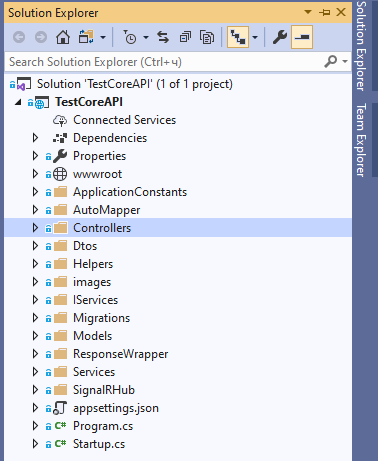 Solution Explorer
Search Solution Explorer (Ctrl+ч)
Solution 'TestCoreAPI' (1 of 1 project)
TestCoreAPI
Connected Services
Dependencies
Properties
wwwroot
ApplicationConstants
AutoMapper
Controllers
Dtos
Helpers
images
IServices
Migrations
Models
ResponseWrapper
Services
SignalRHub
appsettings.json
C# Program.cs
C# Startup.cs
Solution Explorer
Team Explorer